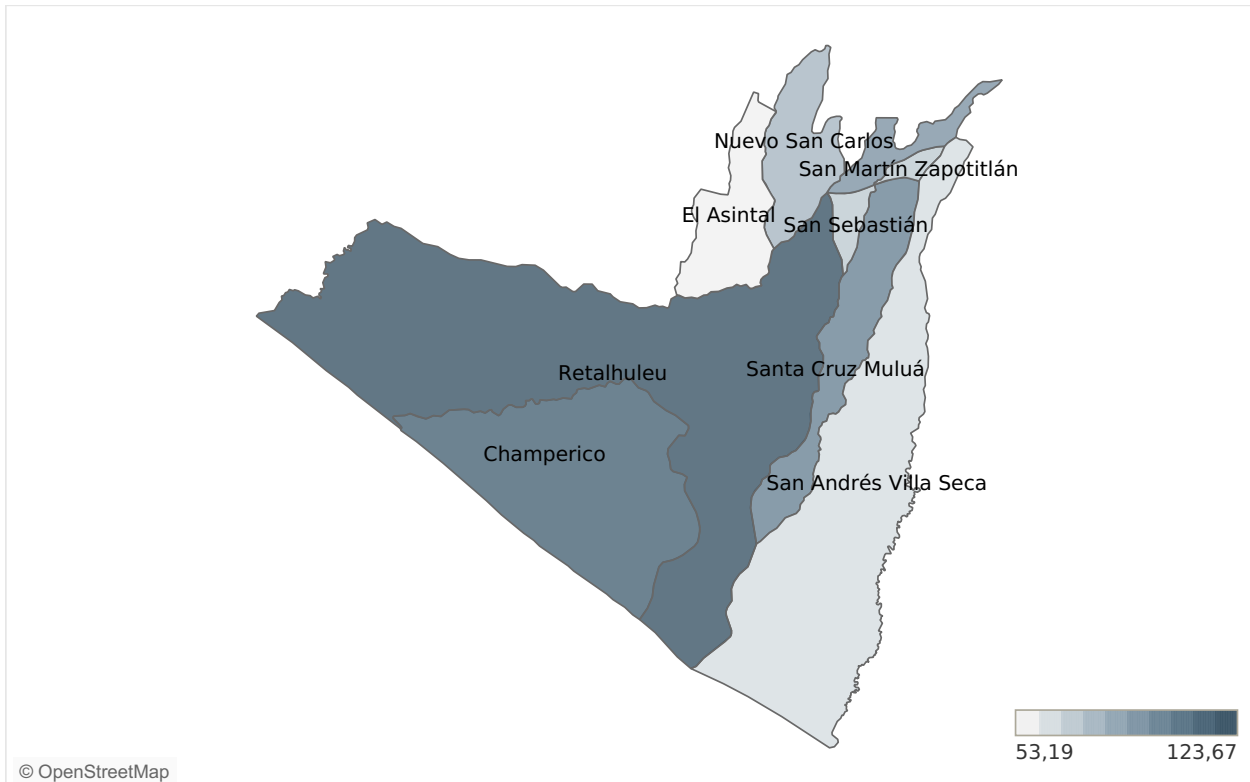 Nuevo San Carlos
San Martín Zapotitlán
El Asintal
San Sebastián
Santa Cruz Muluá
Retalhuleu
Champerico
San Andrés Villa Seca
53,19
123,67
© OpenStreetMap